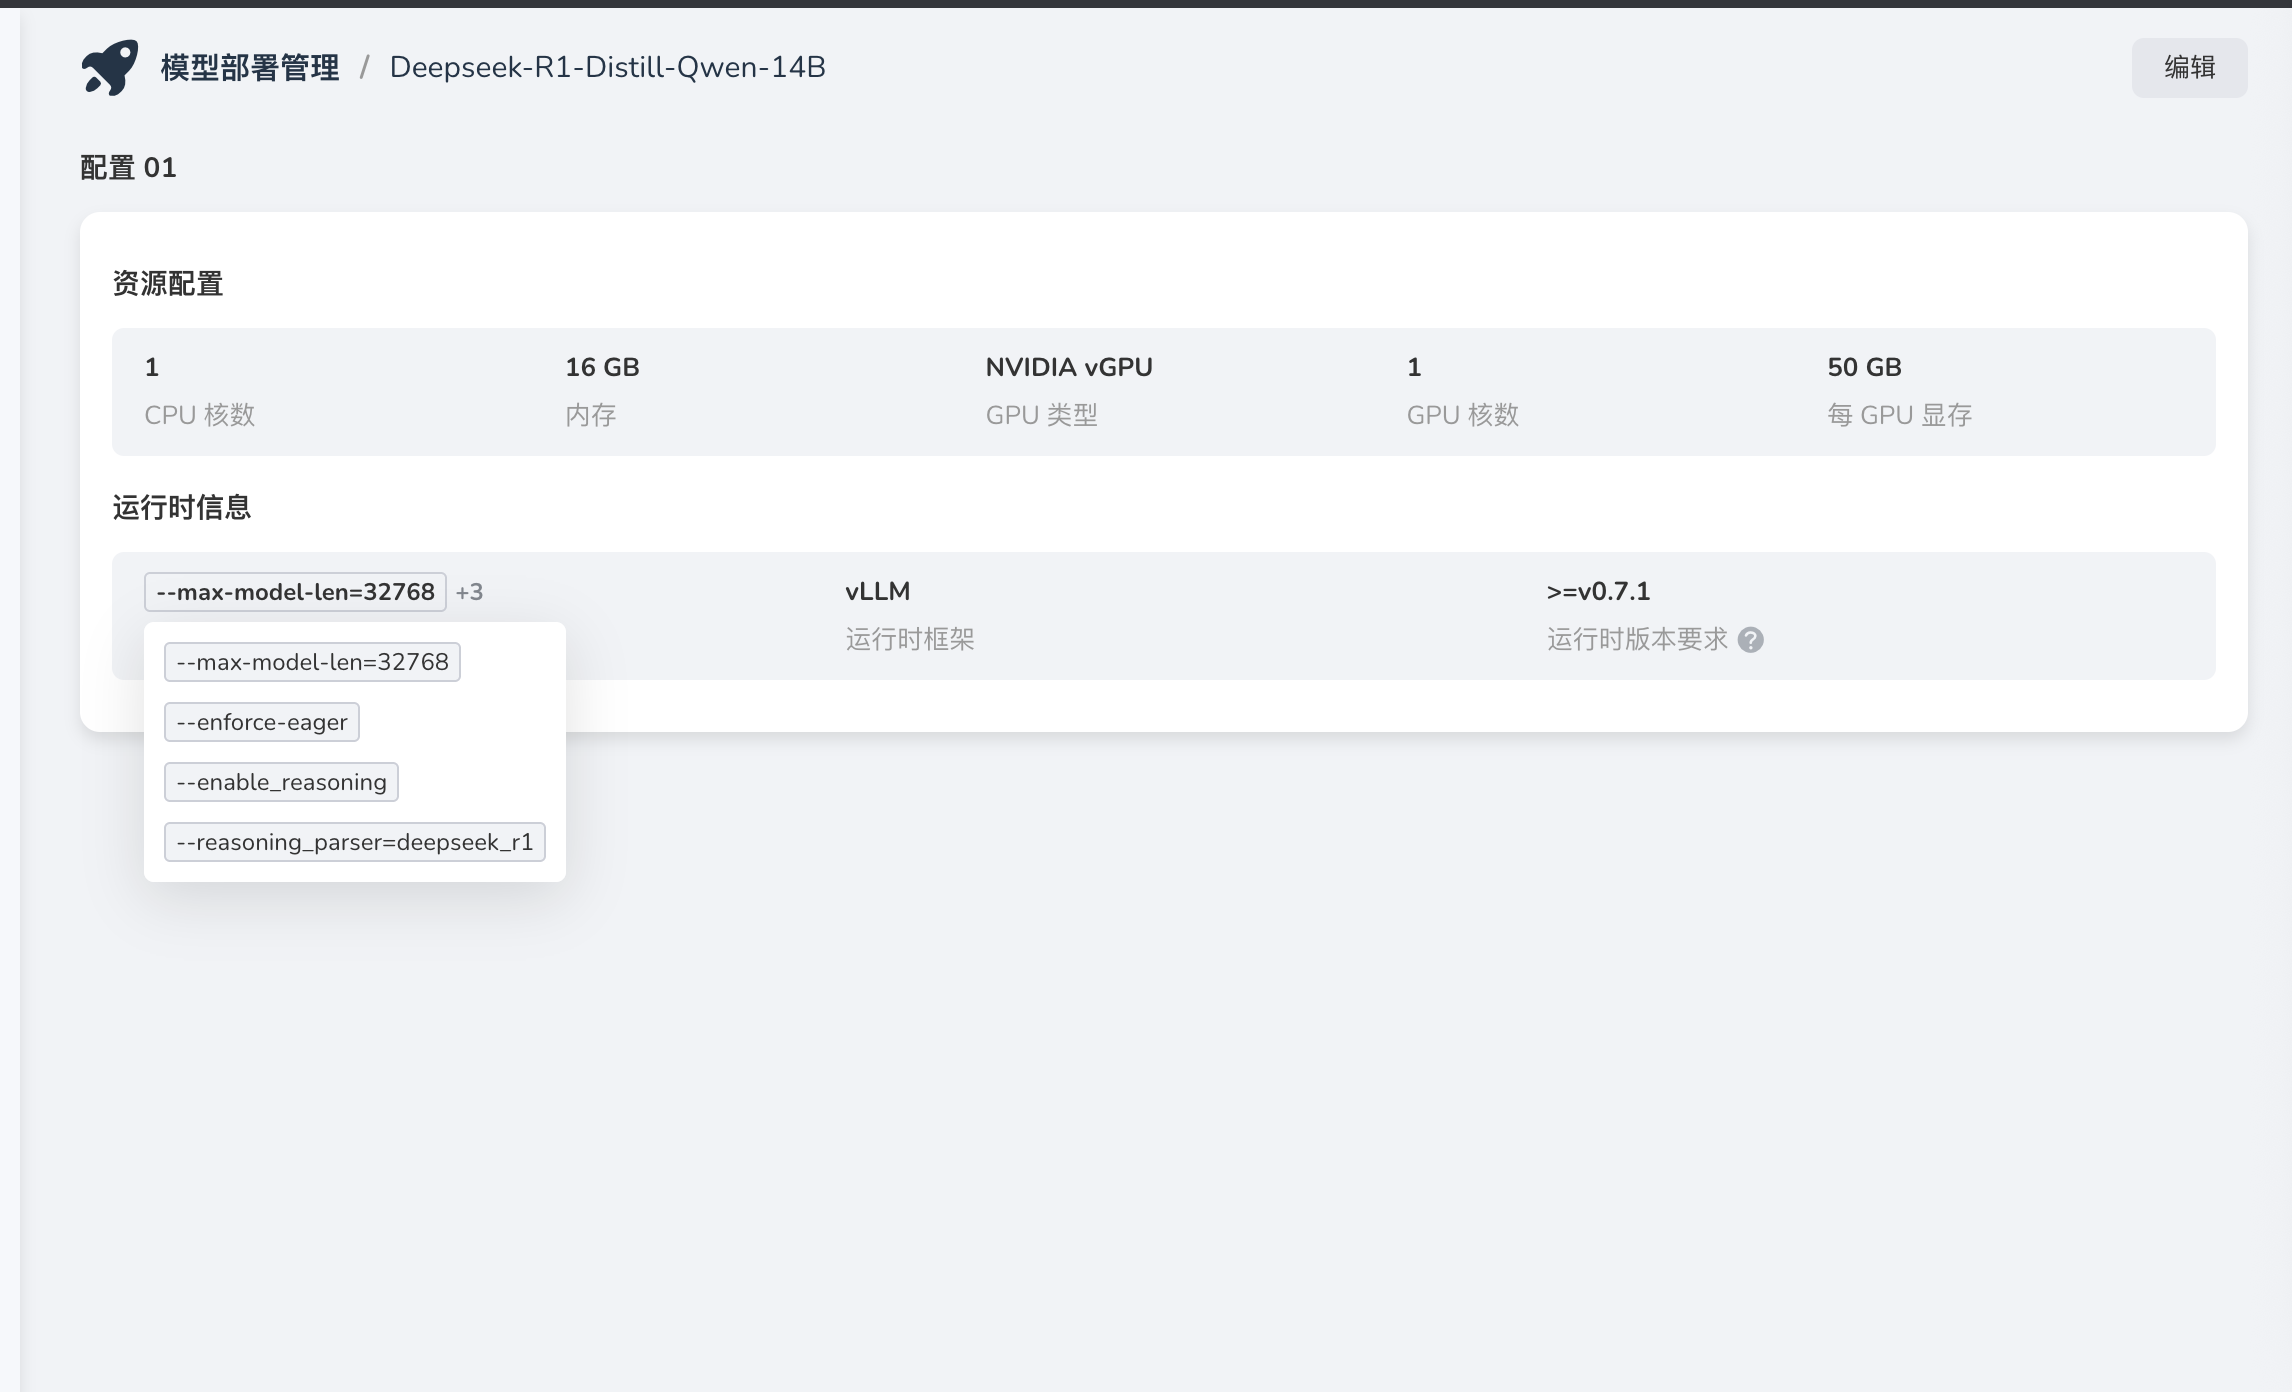 模型部署管理 / Deepseek-R1-Distill-Qwen-14B
编辑
配置 01
资源配置
1
CPU 核数
16 GB
内存
NVIDIA vGPU
GPU 类型
1
GPU 核数
50 GB
每 GPU 显存
运行时信息
--max-model-len=32768 +3
vLLM
运行时框架
>=v0.7.1
运行时版本要求 ?
--max-model-len=32768
--enforce-eager
--enable_reasoning
--reasoning_parser=deepseek_r1